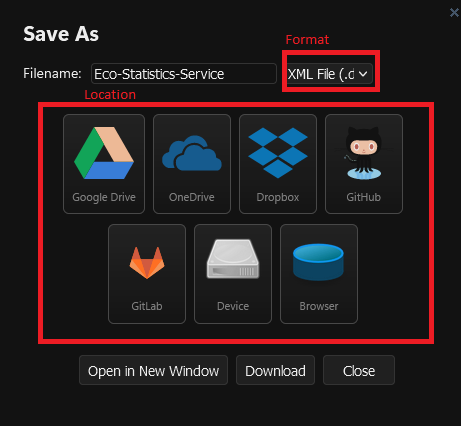 Save As
Format
Filename: Eco-Statistics-Service XML File (.d
Location
Google Drive OneDrive Dropbox GitHub
GitLab Device Browser
Open in New Window Download Close